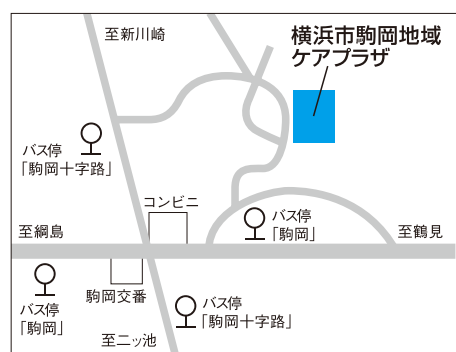 至新川崎
横浜市駒岡地域
ケアプラザ
バス停
「駒岡十字路」
コンビニ
バス停
「駒岡」
至綱島
至鶴見
駒岡交番
バス停
「駒岡」
バス停
「駒岡十字路」
至二ッ池